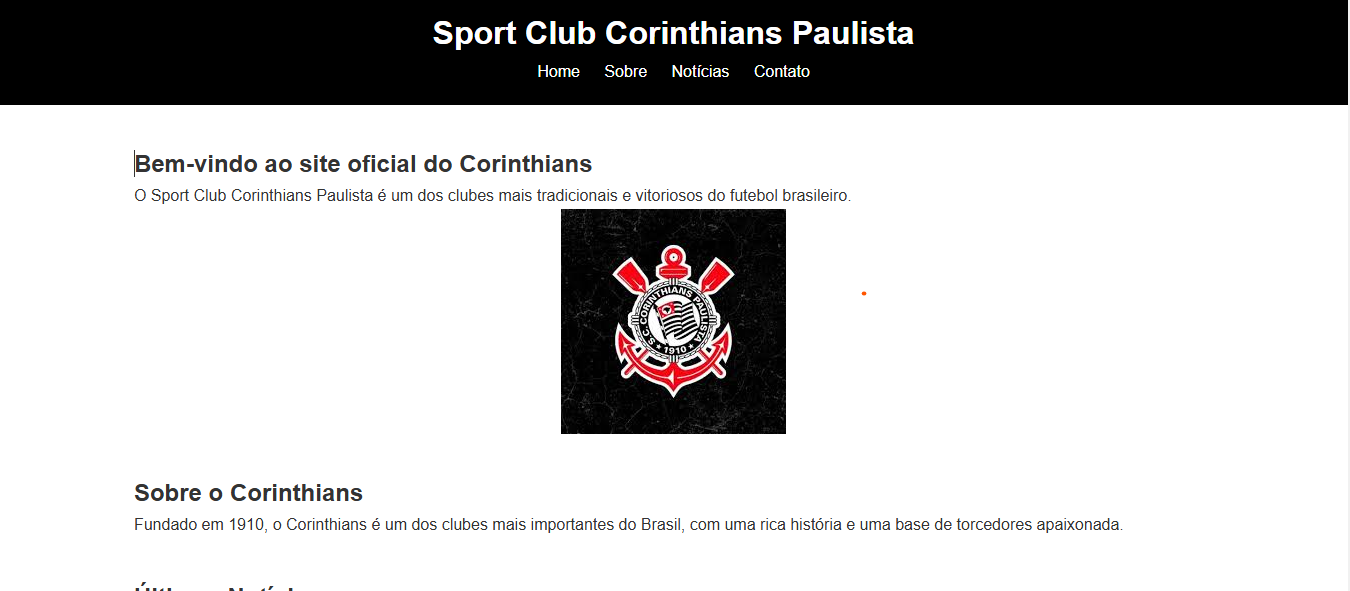 Sport Club Corinthians Paulista
Home Sobre Notícias Contato
Bem-vindo ao site oficial do Corinthians
O Sport Club Corinthians Paulista é um dos clubes mais tradicionais e vitoriosos do futebol brasileiro.
S.C. CORINTHIANS PAULISTA
1910
Sobre o Corinthians
Fundado em 1910, o Corinthians é um dos clubes mais importantes do Brasil, com uma rica história e uma base de torcedores apaixonada.